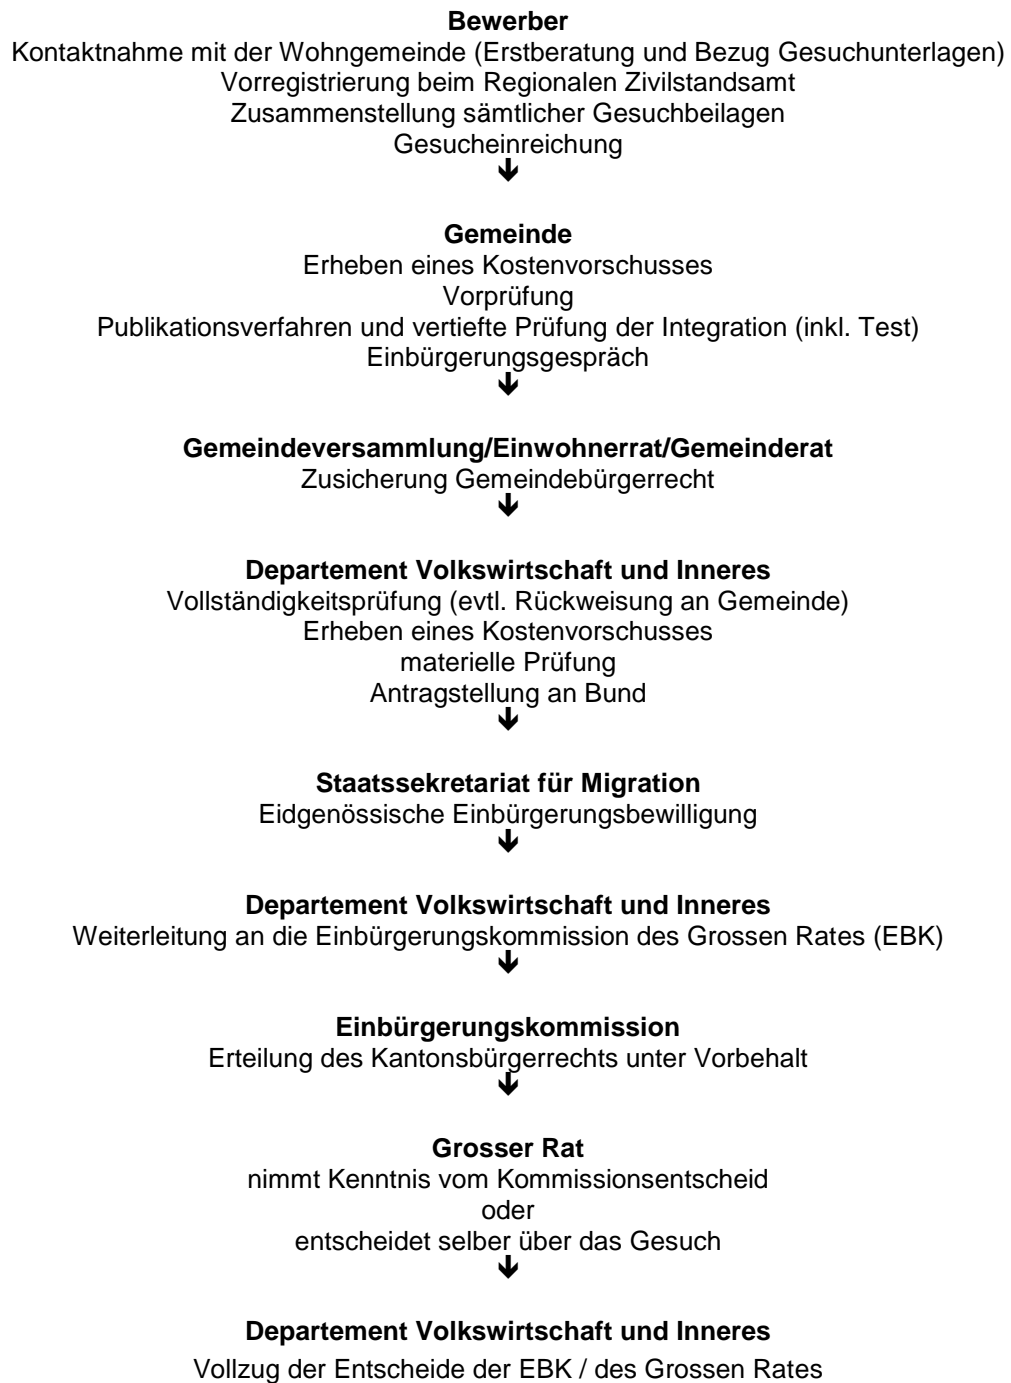 Bewerber
Kontaktnahme mit der Wohngemeinde (Erstberatung und Bezug Gesuchunterlagen)
Vorregistrierung beim Regionalen Zivilstandsamt
Zusammenstellung sämtlicher Gesuchbeilagen
Gesucheinreichung
🡻
Gemeinde
Erheben eines Kostenvorschusses
Vorprüfung
Publikationsverfahren und vertiefte Prüfung der Integration (inkl. Test)
Einbürgerungsgespräch
🡻
Gemeindeversammlung/Einwohnerrat/Gemeinderat
Zusicherung Gemeindebürgerrecht
🡻
Departement Volkswirtschaft und Inneres
Vollständigkeitsprüfung (evtl. Rückweisung an Gemeinde)
Erheben eines Kostenvorschusses
materielle Prüfung
Antragstellung an Bund
🡻
Staatssekretariat für Migration
Eidgenössische Einbürgerungsbewilligung
🡻
Departement Volkswirtschaft und Inneres
Weiterleitung an die Einbürgerungskommission des Grossen Rates (EBK)
🡻
Einbürgerungskommission
Erteilung des Kantonsbürgerrechts unter Vorbehalt
🡻
Grosser Rat
nimmt Kenntnis vom Kommissionsentscheid
oder
entscheidet selber über das Gesuch
🡻
Departement Volkswirtschaft und Inneres
Vollzug der Entscheide der EBK / des Grossen Rates